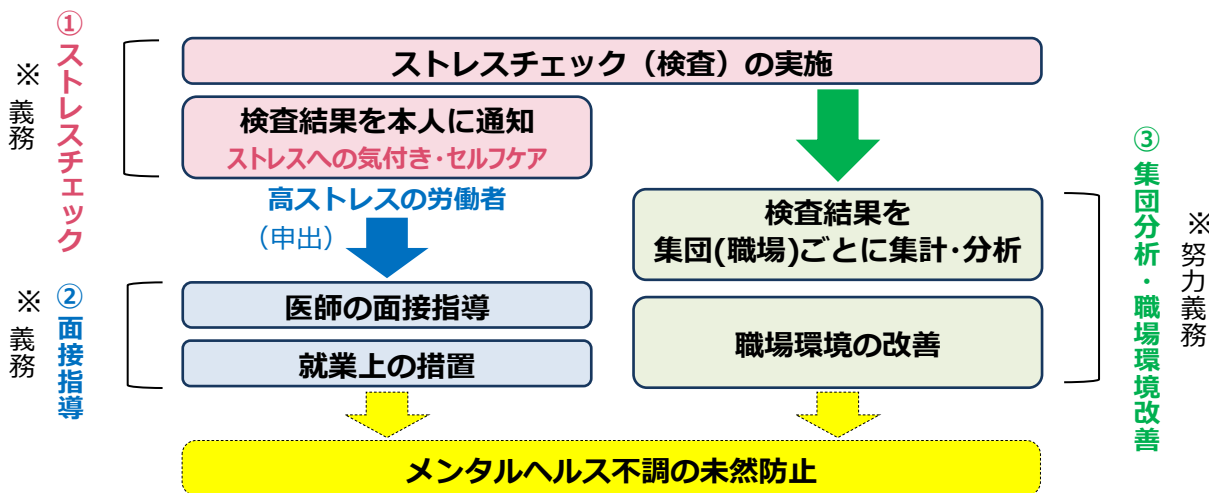 ① ストレスチェック
※ 義務
ストレスチェック（検査）の実施
検査結果を本人に通知
ストレスへの気付き・セルフケア
高ストレスの労働者
（申出）
② 面接指導
※ 義務
医師の面接指導
就業上の措置
検査結果を
集団(職場)ごとに集計・分析
職場環境の改善
③ 集団分析・職場環境改善
※ 努力義務
メンタルヘルス不調の未然防止